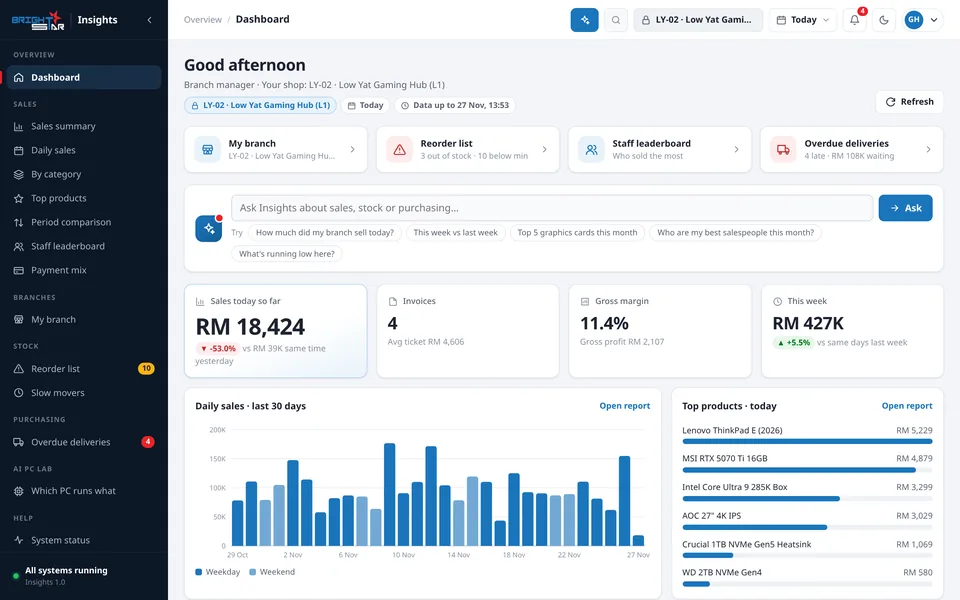 BRIGHT STAR
Insights
OVERVIEW
Dashboard
SALES
Sales summary
Daily sales
By category
Top products
Period comparison
Staff leaderboard
Payment mix
BRANCHES
My branch
STOCK
Reorder list
10
Slow movers
PURCHASING
Overdue deliveries
4
AI PC LAB
Which PC runs what
HELP
System status
All systems running
Insights 1.0
Overview / Dashboard
LY-02 · Low Yat Gami...
Today
4
GH
Good afternoon
Branch manager · Your shop: LY-02 · Low Yat Gaming Hub (L1)
LY-02 · Low Yat Gaming Hub (L1)
Today
Data up to 27 Nov, 13:53
Refresh
My branch
LY-02 · Low Yat Gaming Hu...
Reorder list
3 out of stock · 10 below min
Staff leaderboard
Who sold the most
Overdue deliveries
4 late · RM 108K waiting
Ask Insights about sales, stock or purchasing...
Ask
Try
How much did my branch sell today?
This week vs last week
Top 5 graphics cards this month
Who are my best salespeople this month?
What's running low here?
Sales today so far
RM 18,424
▼ -53.0% vs RM 39K same time
yesterday
Invoices
4
Avg ticket RM 4,606
Gross margin
11.4%
Gross profit RM 2,107
This week
RM 427K
▲ +5.5% vs same days last week
Daily sales · last 30 days
Open report
200K
150K
100K
50K
0
29 Oct
2 Nov
6 Nov
10 Nov
14 Nov
18 Nov
22 Nov
27 Nov
Weekday
Weekend
Top products · today
Open report
Lenovo ThinkPad E (2026)
RM 5,229
MSI RTX 5070 Ti 16GB
RM 4,879
Intel Core Ultra 9 285K Box
RM 3,299
AOC 27" 4K IPS
RM 3,029
Crucial 1TB NVMe Gen5 Heatsink
RM 1,069
WD 2TB NVMe Gen4
RM 580